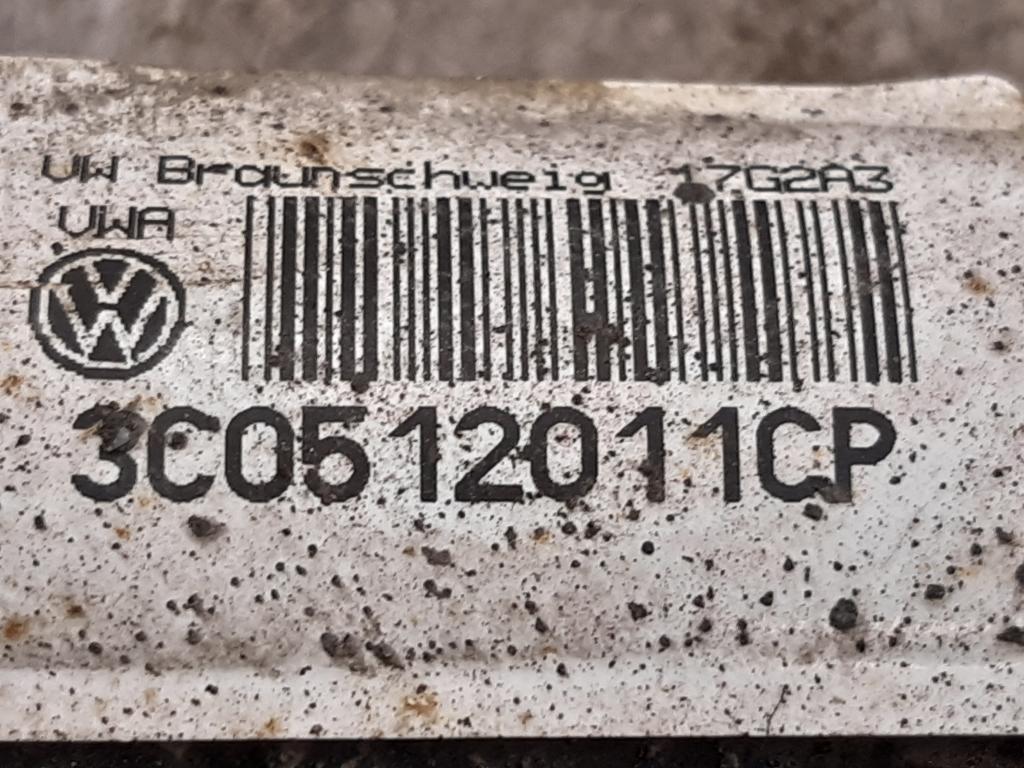 VW Braunschweig 17G2A3
VWA
3C0512011CP